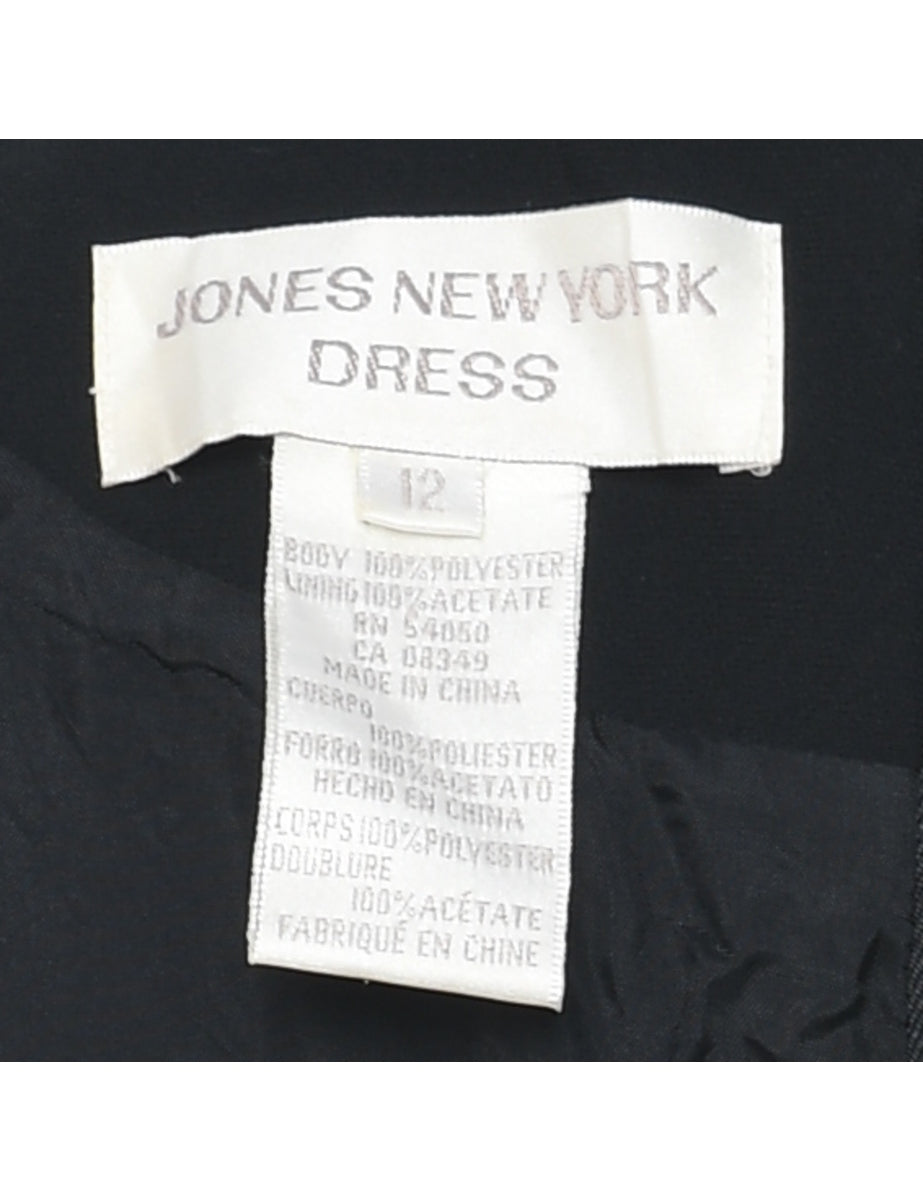 JONES NEW YORK
DRESS
12
BODY 100% POLYESTER
LINING 100% ACETATE
RN 54050
CA 08349
MADE IN CHINA
CUERPO
100% POLIESTER
FORRO 100% ACETATO
HECHO EN CHINA
CORPS 100% POLYESTER
DOUBLURE
100% ACÉTATE
FABRIQUÉ EN CHINE